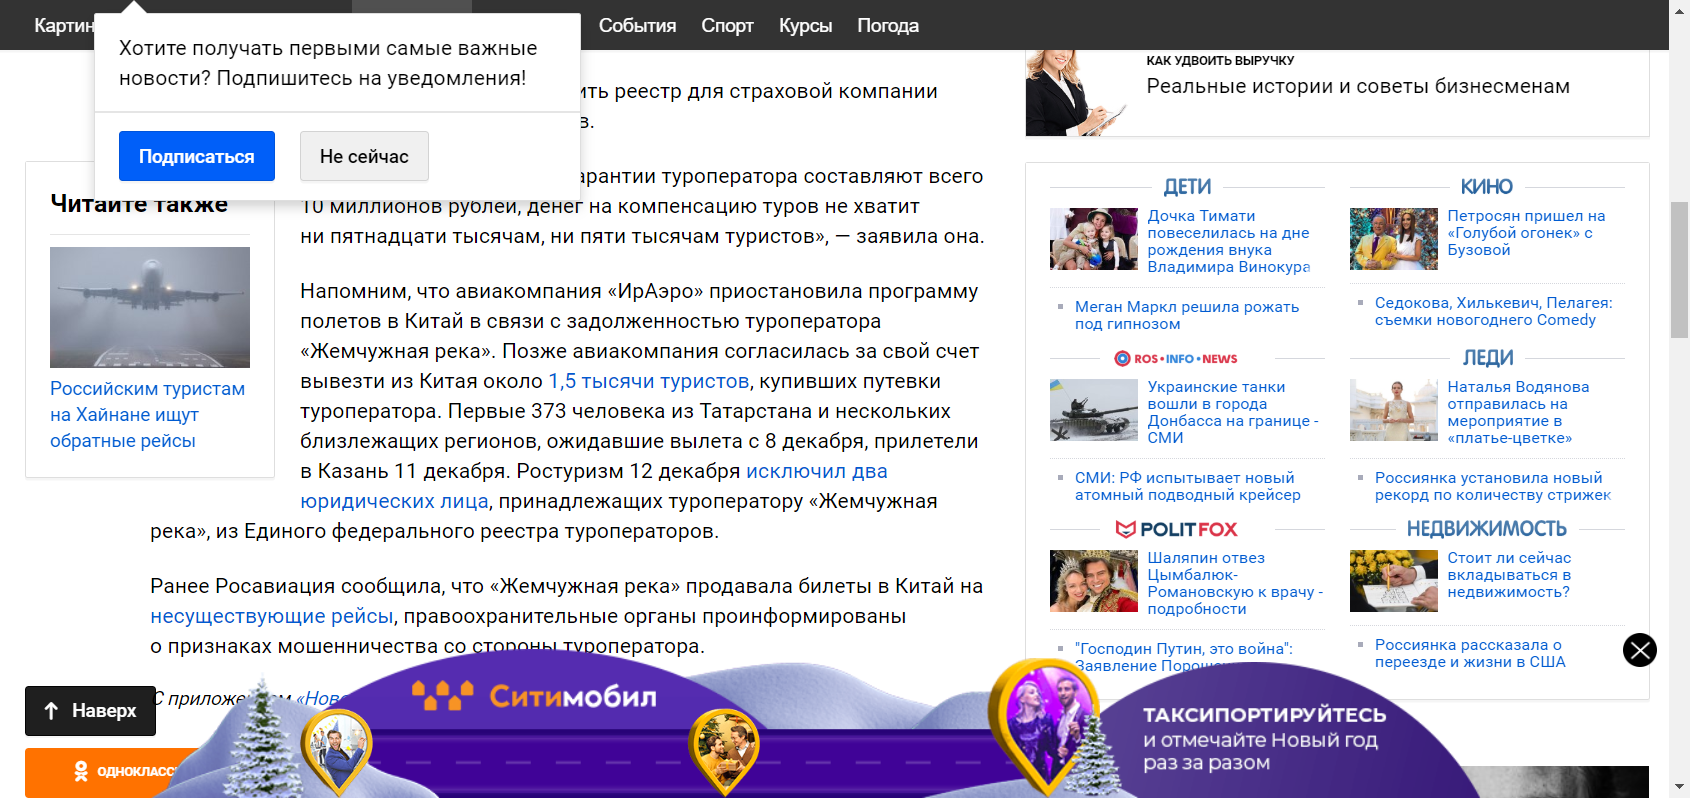 Картин
События
Спорт
Курсы
Погода
Хотите получать первыми самые важные
новости? Подпишитесь на уведомления!
Подписаться
Не сейчас
ить реестр для страховой компании
в.
арантии туроператора составляют всего
10 миллионов рублей, денег на компенсацию туров не хватит
ни пятнадцати тысячам, ни пяти тысячам туристов», — заявила она.
Читайте также
Российским туристам
на Хайнане ищут
обратные рейсы
Напомним, что авиакомпания «ИрАэро» приостановила программу
полетов в Китай в связи с задолженностью туроператора
«Жемчужная река». Позже авиакомпания согласилась за свой счет
вывезти из Китая около 1,5 тысячи туристов, купивших путевки
туроператора. Первые 373 человека из Татарстана и нескольких
близлежащих регионов, ожидавшие вылета с 8 декабря, прилетели
в Казань 11 декабря. Ростуризм 12 декабря исключил два
юридических лица, принадлежащих туроператору «Жемчужная
река», из Единого федерального реестра туроператоров.
Ранее Росавиация сообщила, что «Жемчужная река» продавала билеты в Китай на
несуществующие рейсы, правоохранительные органы проинформированы
о признаках мошенничества со стороны туроператора.
С приложен м «Ново
Наверх
ОДНОКЛАСС
КАК УДВОИТЬ ВЫРУЧКУ
Реальные истории и советы бизнесменам
ДЕТИ
Дочка Тимати
повеселилась на дне
рождения внука
Владимира Винокура
Меган Маркл решила рожать
под гипнозом
КИНО
Петросян пришел на
«Голубой огонек» с
Бузовой
Седокова, Хилькевич, Пелагея:
съемки новогоднего Comedy
ROS•INFO•NEWS
Украинские танки
вошли в города
Донбасса на границе -
СМИ
СМИ: РФ испытывает новый
атомный подводный крейсер
ЛЕДИ
Наталья Водянова
отправилась на
мероприятие в
«платье-цветке»
Россиянка установила новый
рекорд по количеству стрижек
POLITFOX
Шаляпин отвез
Цымбалюк-
Романовскую к врачу -
подробности
"Господин Путин, это война":
Заявление Порош
НЕДВИЖИМОСТЬ
Стоит ли сейчас
вкладываться в
недвижимость?
Россиянка рассказала о
переезде и жизни в США
Ситимобил
ТАКСИПОРТИРУЙТЕСЬ
и отмечайте Новый год
раз за разом